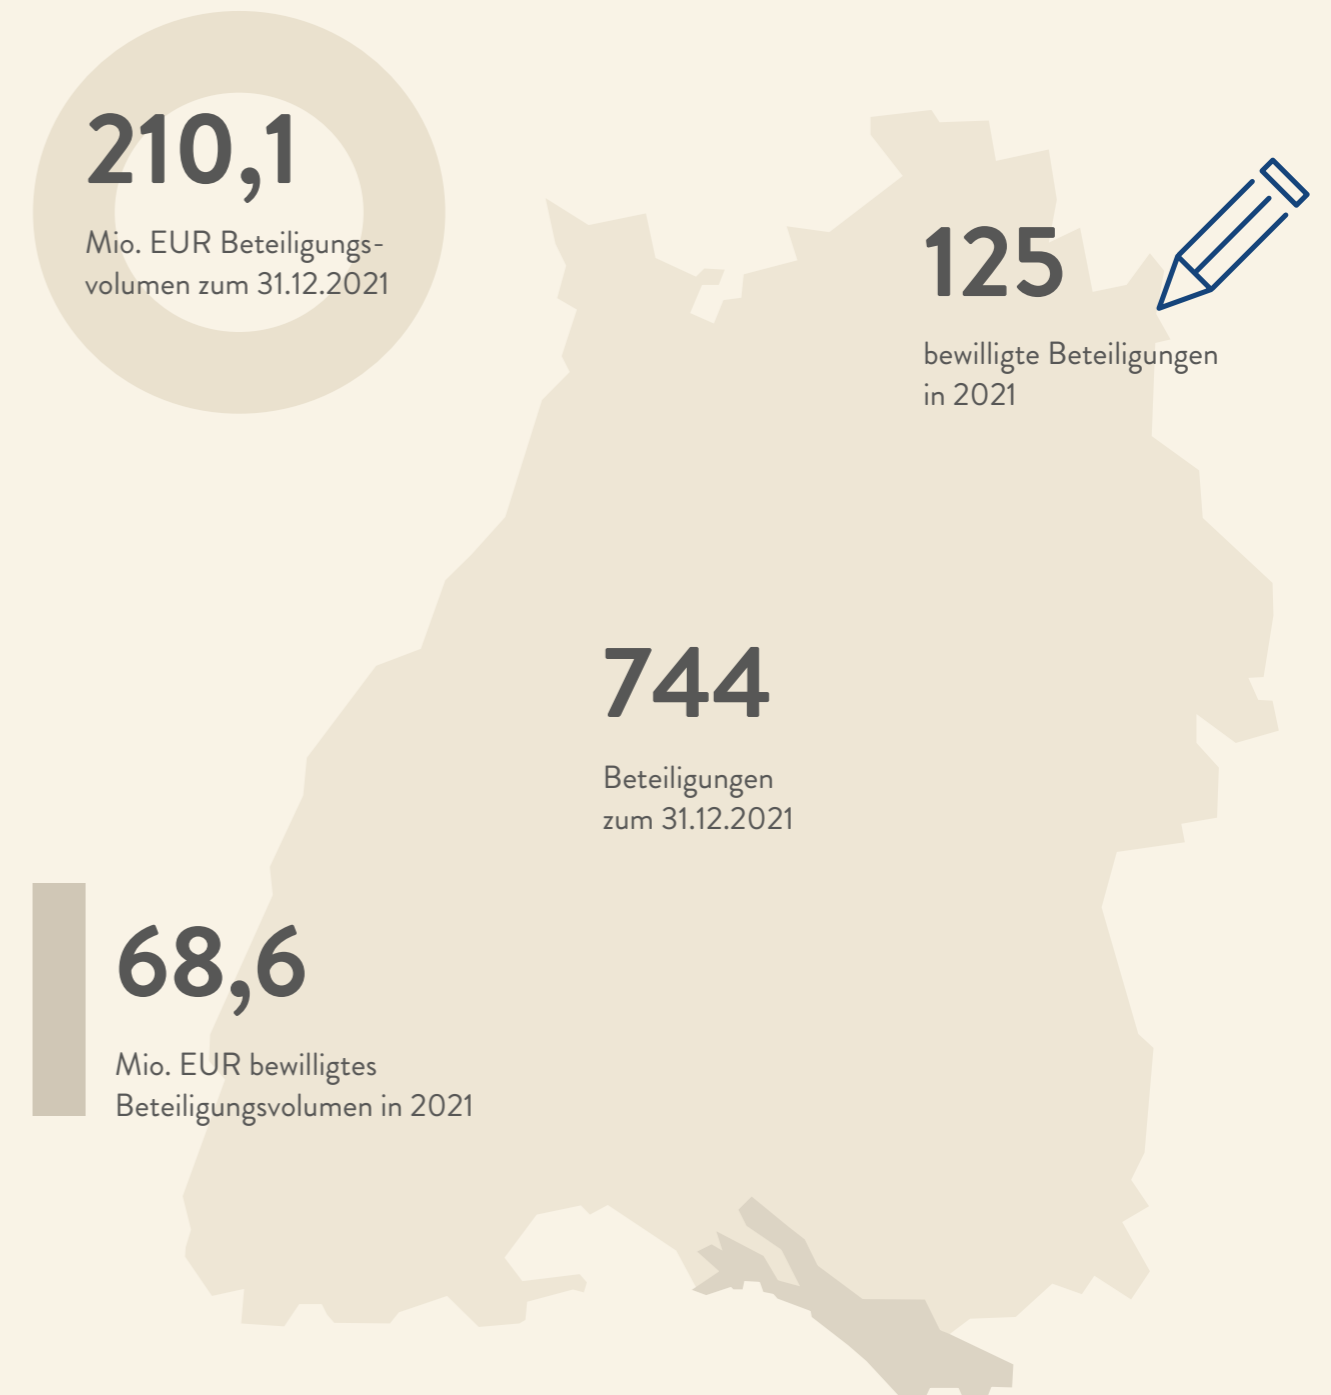 210,1
Mio. EUR Beteiligungs-
volumen zum 31.12.2021
125
bewilligte Beteiligungen
in 2021
744
Beteiligungen
zum 31.12.2021
68,6
Mio. EUR bewilligtes
Beteiligungsvolumen in 2021